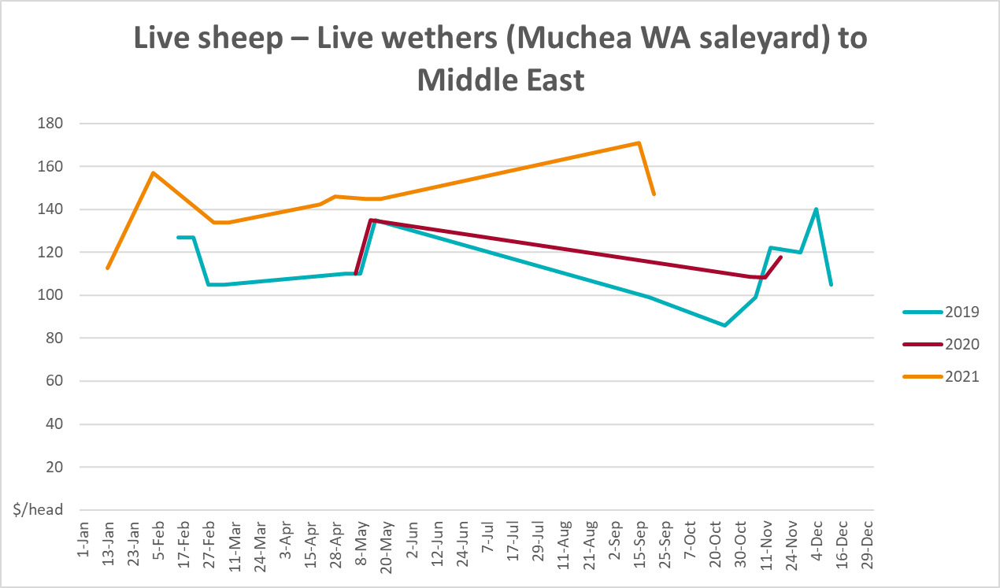 Live sheep – Live wethers (Muchea WA saleyard) to
Middle East
180
160
140
120
100
80
60
40
20
$/head
1-Jan
13-Jan
23-Jan
5-Feb
17-Feb
27-Feb
11-Mar
24-Mar
3-Apr
15-Apr
28-Apr
8-May
20-May
2-Jun
12-Jun
24-Jun
7-Jul
17-Jul
29-Jul
11-Aug
21-Aug
2-Sep
15-Sep
25-Sep
7-Oct
20-Oct
30-Oct
11-Nov
24-Nov
4-Dec
16-Dec
29-Dec
2019
2020
2021